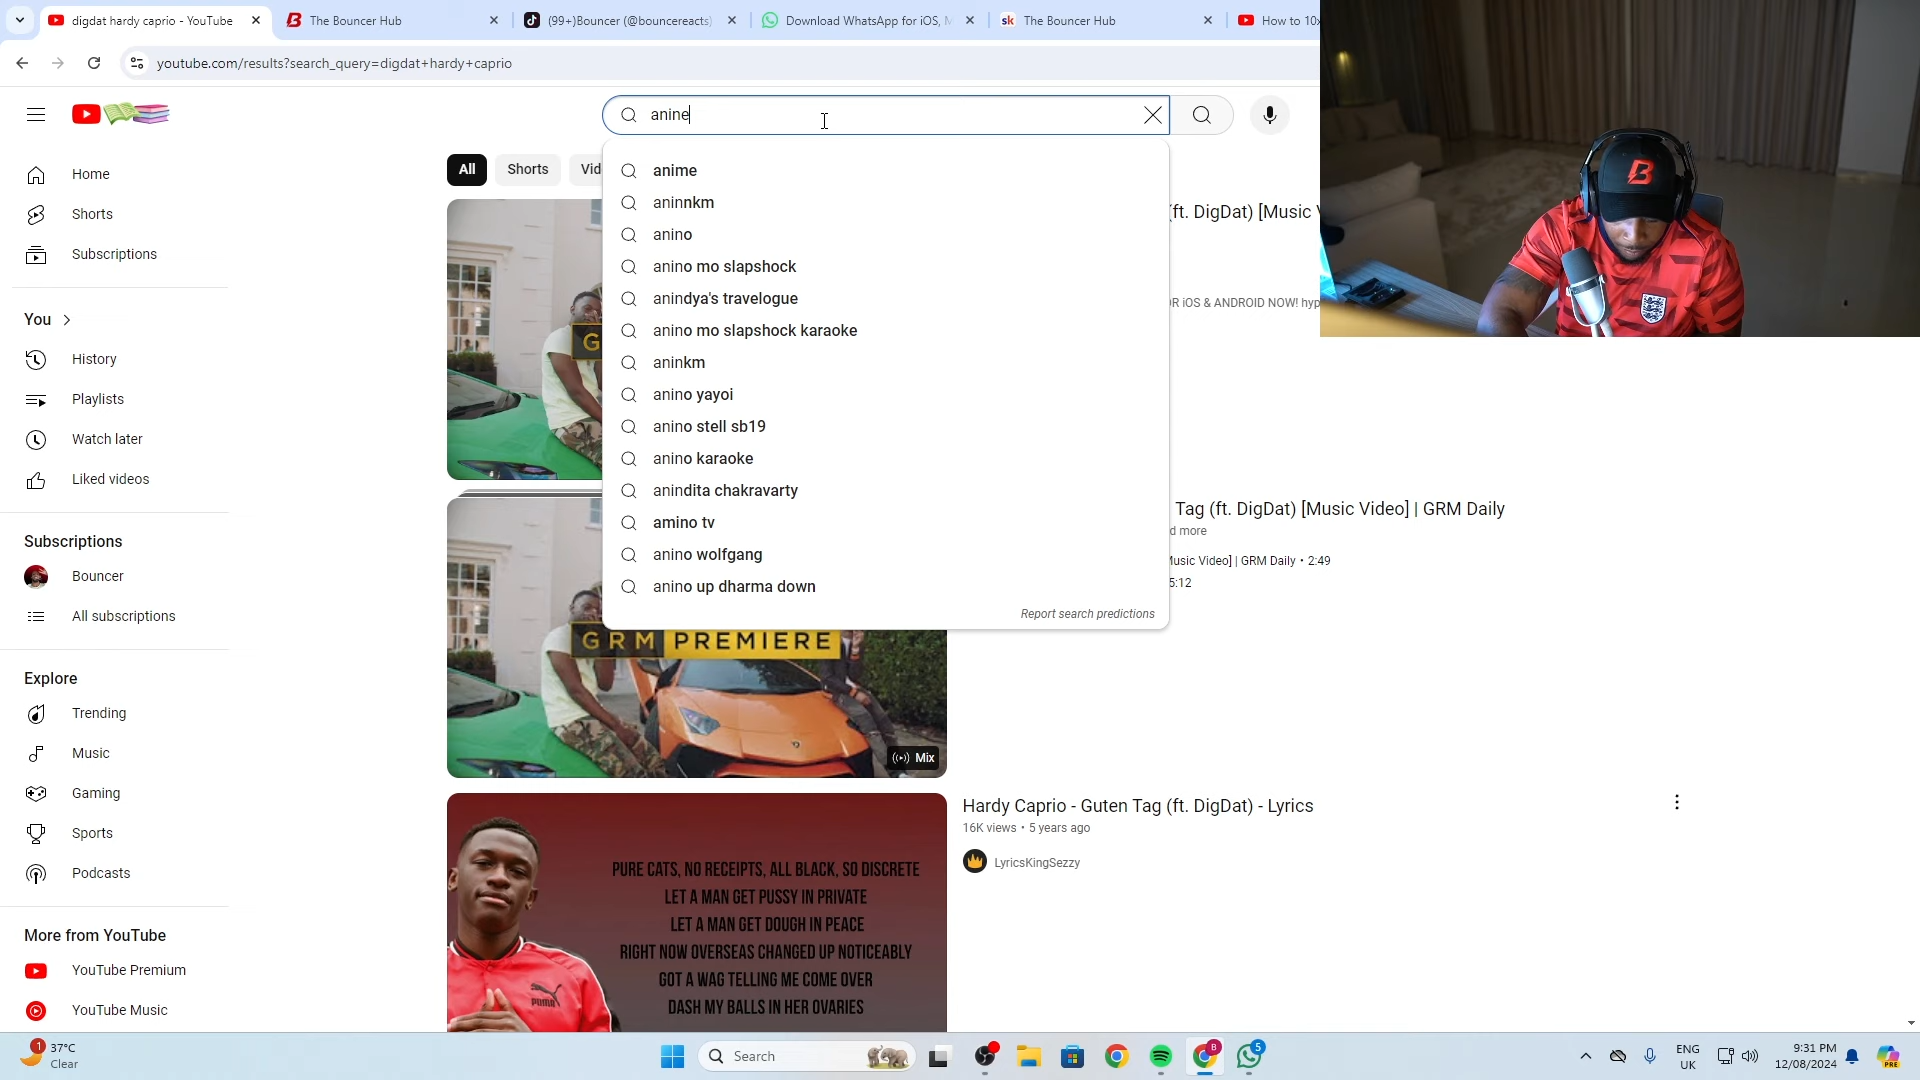 digdat hardy caprio - YouTube
The Bouncer Hub
(99+)Bouncer (@bouncereacts)
Download WhatsApp for iOS, M
The Bouncer Hub
How to 10x
youtube.com/results?search_query=digdat+hardy+caprio
anine
Home
Shorts
Subscriptions
You
History
Playlists
Watch later
Liked videos
Subscriptions
Bouncer
All subscriptions
Explore
Trending
Music
Gaming
Sports
Podcasts
More from YouTube
YouTube Premium
YouTube Music
All
Shorts
Vid
anime
aninnkm
anino
anino mo slapshock
anindya's travelogue
anino mo slapshock karaoke
aninkm
anino yayoi
anino stell sb19
anino karaoke
anindita chakravarty
amino tv
anino wolfgang
anino up dharma down
Report search predictions
(ft. DigDat) [Music V
OR iOS & ANDROID NOW! hyp
G
Tag (ft. DigDat) [Music Video] | GRM Daily
d more
Music Video] | GRM Daily • 2:49
5:12
GRM PREMIERE
Mix
Hardy Caprio - Guten Tag (ft. DigDat) - Lyrics
16K views • 5 years ago
LyricsKingSezzy
PURE CATS, NO RECEIPTS, ALL BLACK, SO DISCRETE
LET A MAN GET PUSSY IN PRIVATE
LET A MAN GET DOUGH IN PEACE
RIGHT NOW OVERSEAS CHANGED UP NOTICEABLY
GOT A WAG TELLING ME COME OVER
DASH MY BALLS IN HER OVARIES
PUMA
B
1
37°C
Clear
Search
B
5
ENG
UK
9:31 PM
12/08/2024
PRE